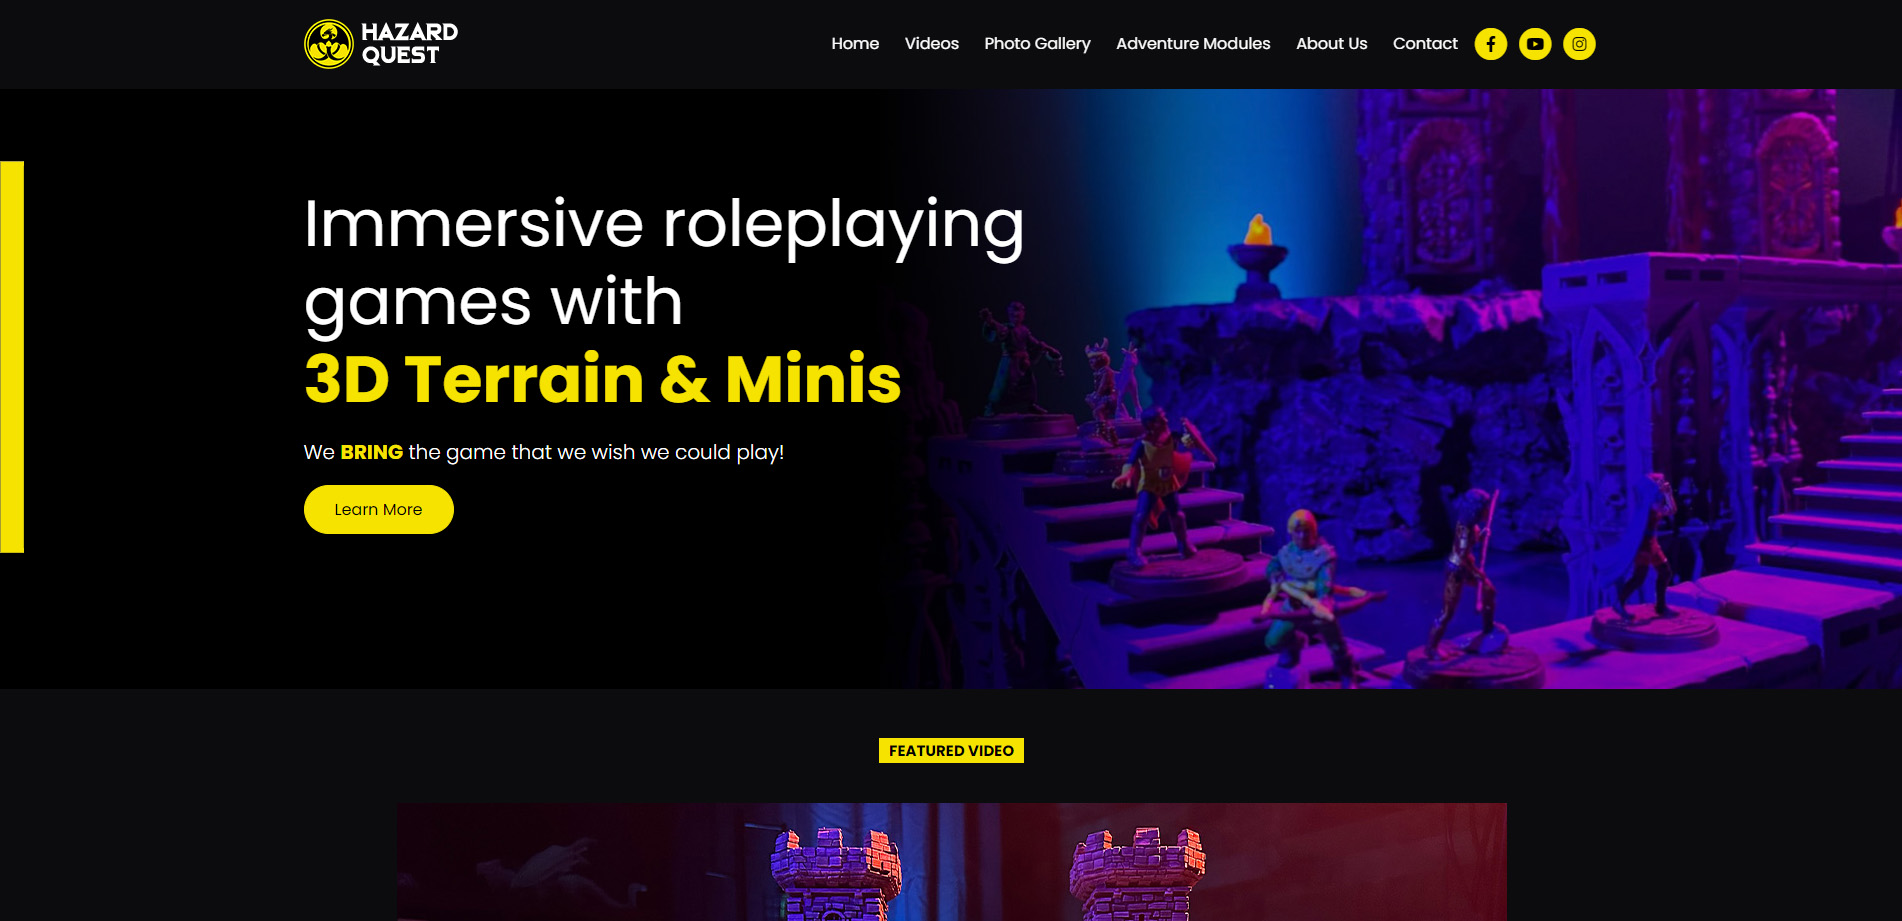 HAZARD
QUEST
Home Videos Photo Gallery Adventure Modules About Us Contact
Immersive roleplaying
games with
3D Terrain & Minis
We BRING the game that we wish we could play!
Learn More
FEATURED VIDEO